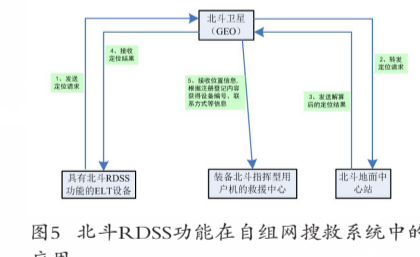 北斗卫星
（GEO）
4、接收
定位结果
1、发送
定位请求
2、转发
定位请求
5、接收位置信息,
根据注册登记内容
获得设备编号、联
系方式等信息
3、发送解算
后的定位结果
具有北斗RDSS
功能的ELT设备
装备北斗指挥型用
户机的救援中心
北斗地面中
心站
图5 北斗RDSS功能在自组网搜救系统中的